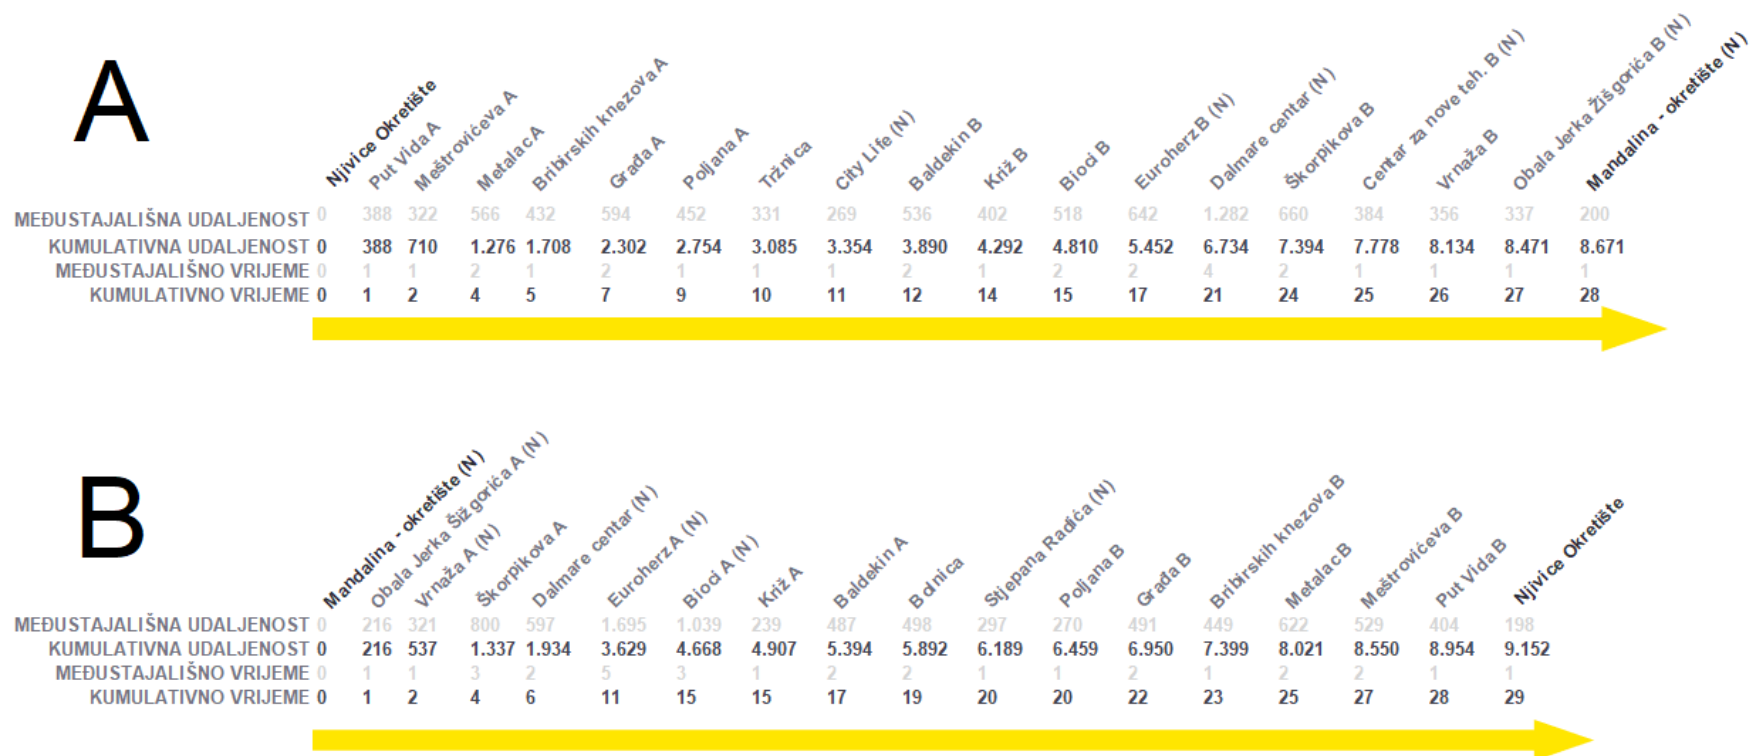 A
Njivice Okretište
Put Vida A
Meštrovićeva A
Metalac A
Bribirskih knezova A
Građa A
Poljana A
Tržnica
City Life (N)
Baldekin B
Križ B
Bioci B
Euroherz B (N)
Dalmare centar (N)
Škorpikova B
Centar za nove teh. B (N)
Vrnaža B
Obala Jerka Žišgorića B (N)
Mandalina - okretište (N)
MEĐUSTAJALIŠNA UDALJENOST 0 388 322 566 432 594 452 331 269 536 402 518 642 1.282 660 384 356 337 200
KUMULATIVNA UDALJENOST 0 388 710 1.276 1.708 2.302 2.754 3.085 3.354 3.890 4.292 4.810 5.452 6.734 7.394 7.778 8.134 8.471 8.671
MEĐUSTAJALIŠNO VRIJEME 0 1 1 2 1 2 1 1 1 2 1 2 2 4 2 1 1 1 1
KUMULATIVNO VRIJEME 0 1 2 4 5 7 9 10 11 12 14 15 17 21 24 25 26 27 28
B
Mandalina - okretište (N)
Obala Jerka Šižgorića A (N)
Vrnaža A (N)
Škorpikova A
Dalmare centar (N)
Euroherz A (N)
Bioci A (N)
Križ A
Baldekin A
Bolnica
Stjepana Radića (N)
Poljana B
Građa B
Bribirskih knezova B
Metalac B
Meštrovićeva B
Put Vida B
Njivice Okretište
MEĐUSTAJALIŠNA UDALJENOST 0 216 321 800 597 1.695 1.039 239 487 498 297 270 491 449 622 529 404 198
KUMULATIVNA UDALJENOST 0 216 537 1.337 1.934 3.629 4.668 4.907 5.394 5.892 6.189 6.459 6.950 7.399 8.021 8.550 8.954 9.152
MEĐUSTAJALIŠNO VRIJEME 0 1 1 3 2 5 3 1 2 2 1 1 2 1 2 2 1 1
KUMULATIVNO VRIJEME 0 1 2 4 6 11 15 15 17 19 20 20 22 23 25 27 28 29